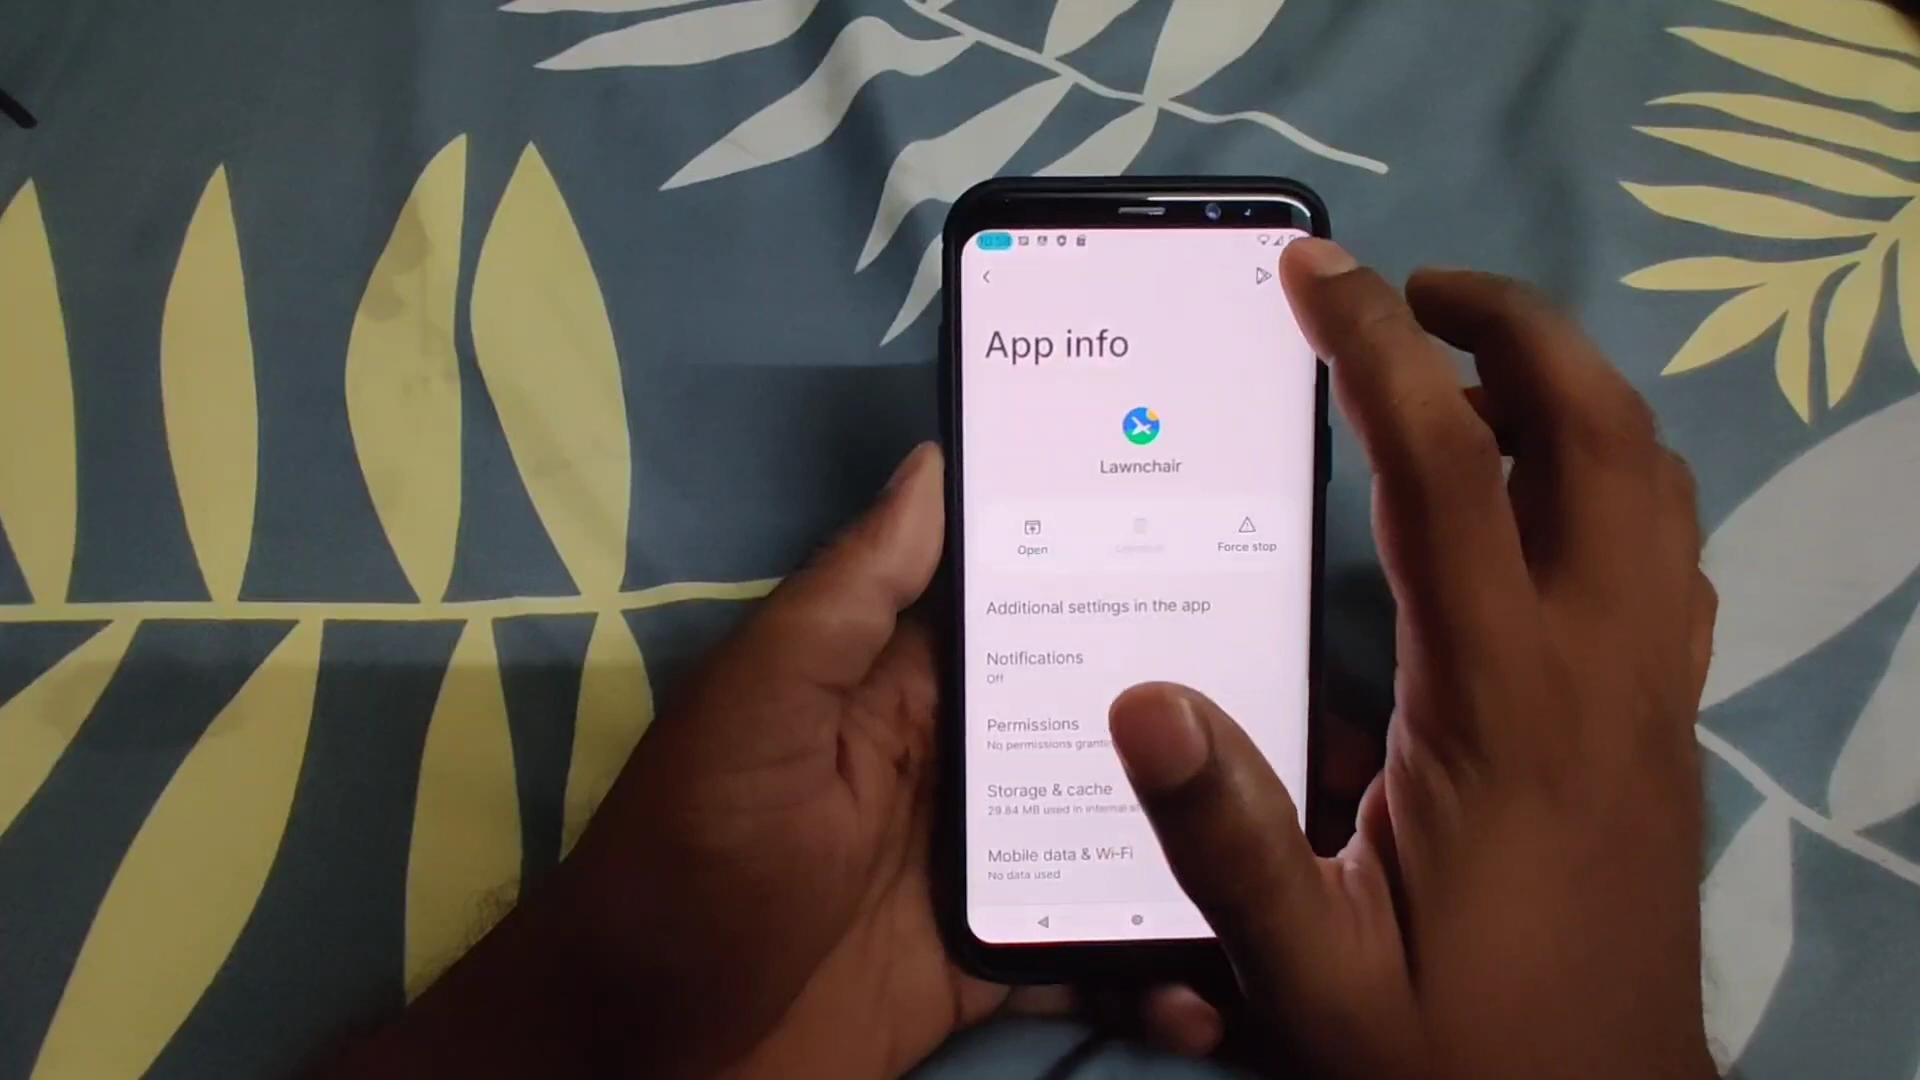 App info
Lawnchair
Open
Force stop
Additional settings in the app
Notifications
Off
Permissions
No permissions
Storage & cache
29.84 MB used in internal
Mobile data & Wi-Fi
No data used